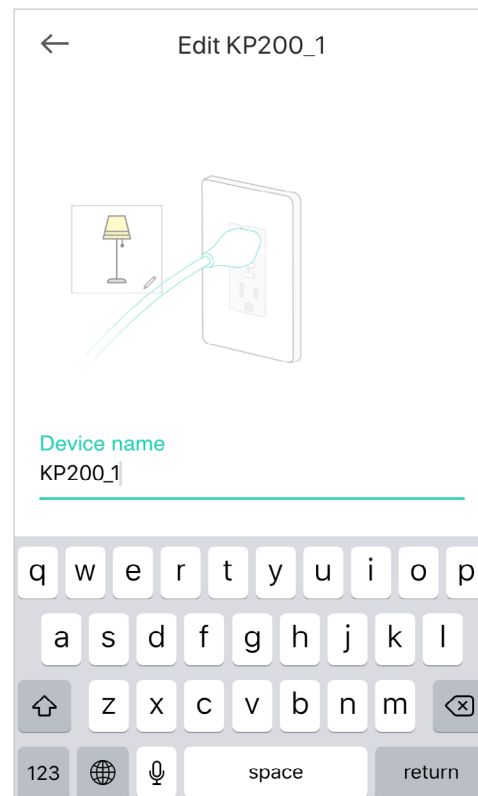 Edit KP200_1
Device name
KP200_1
q w e r t y u i o p
a s d f g h j k l
z x c v b n m
123 space return